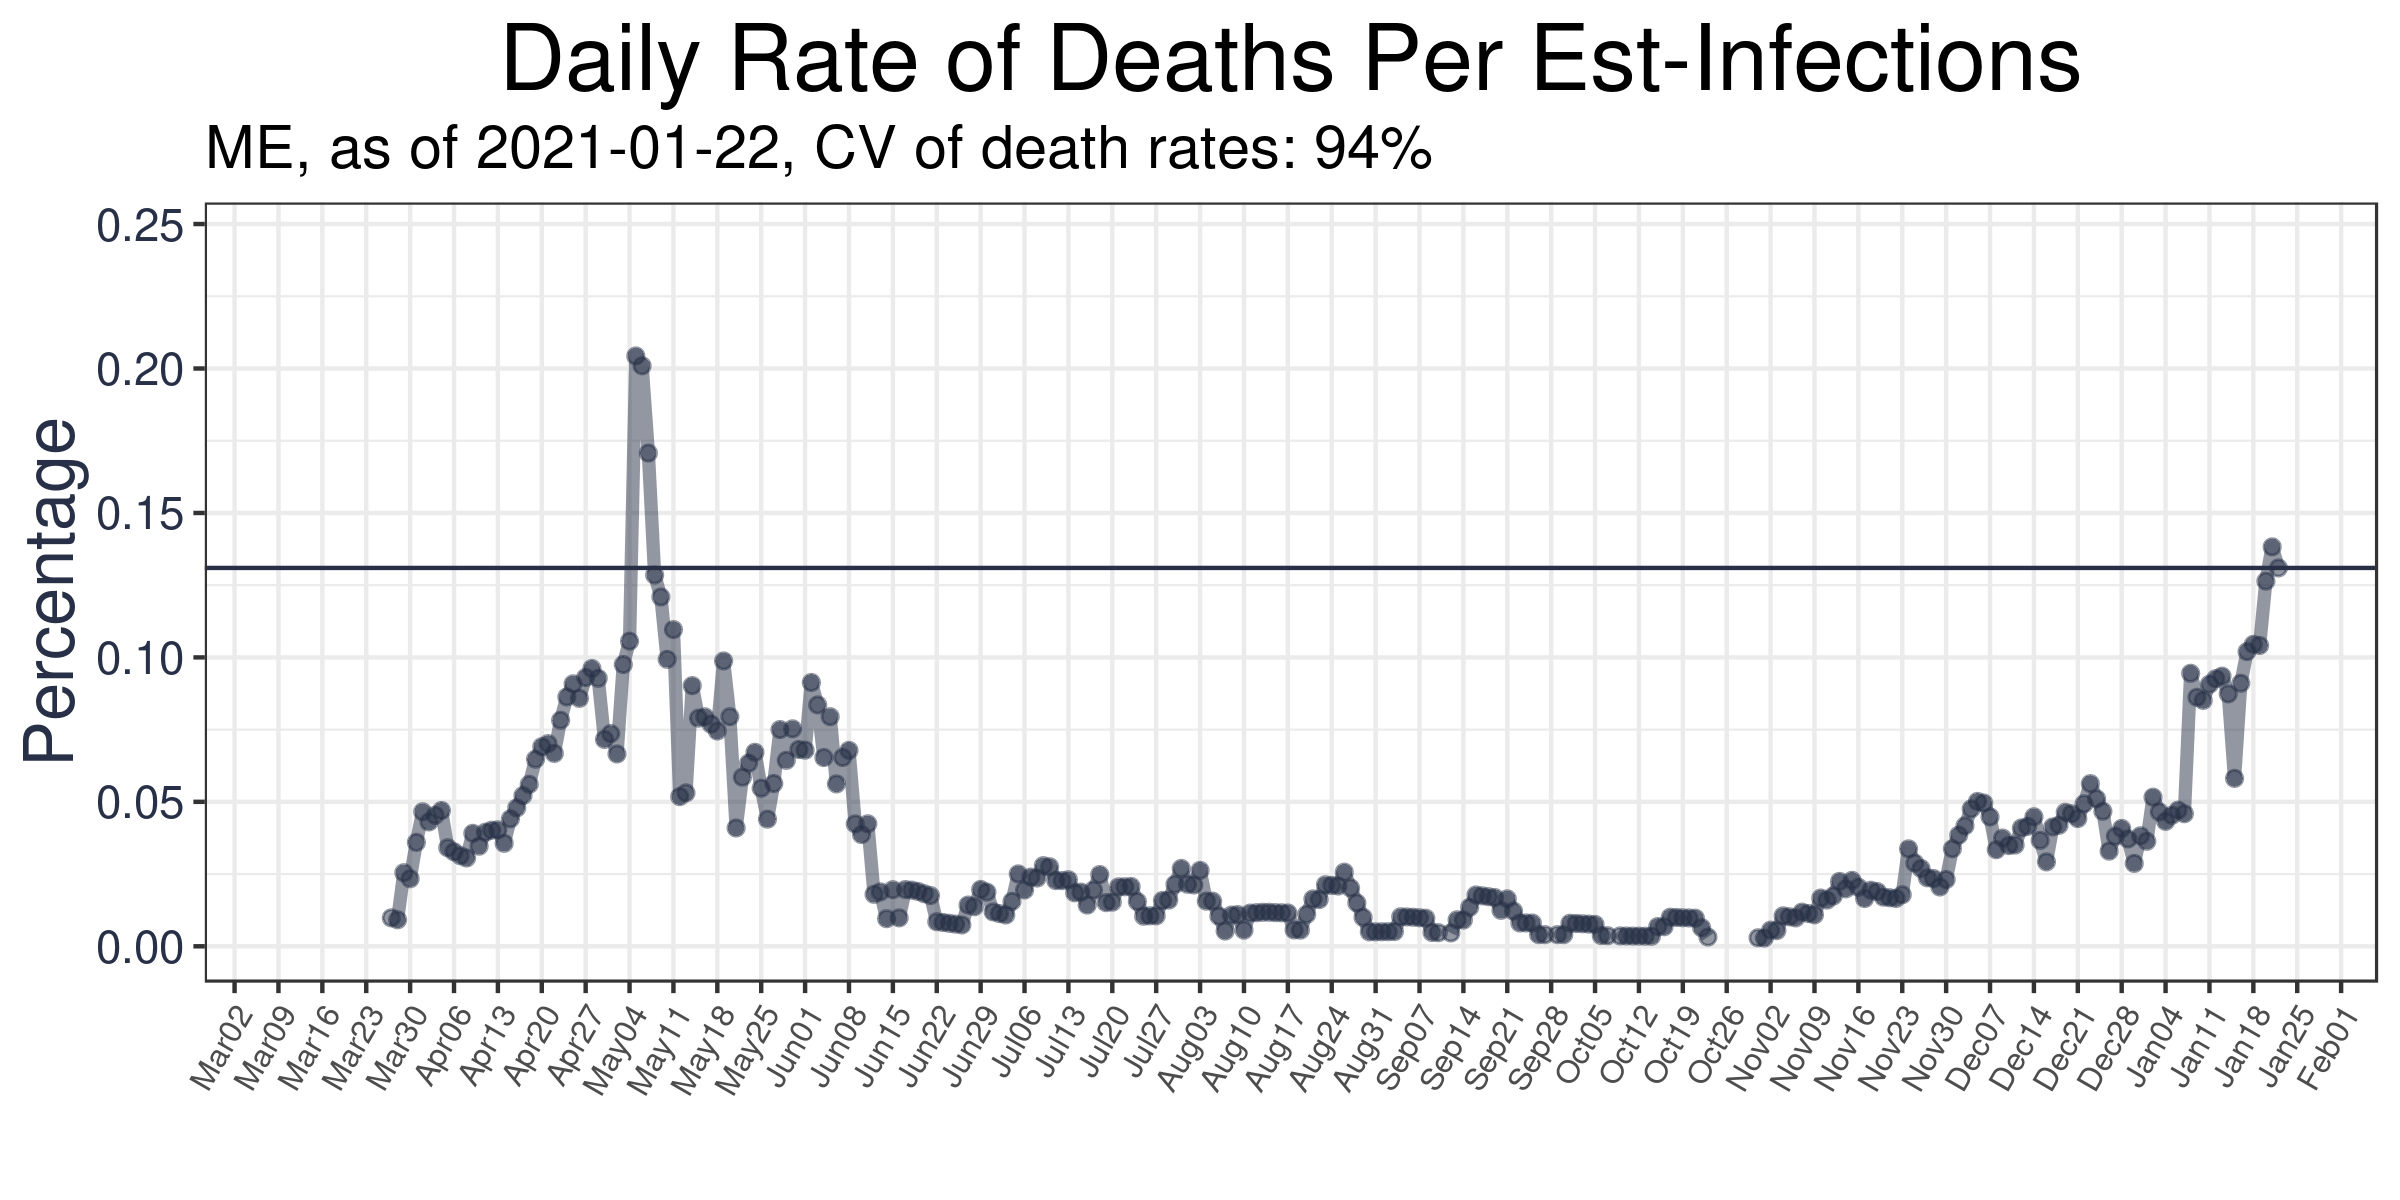 Daily Rate of Deaths Per Est-Infections
ME, as of 2021-01-22, CV of death rates: 94%
Percentage
0.25
0.20
0.15
0.10
0.05
0.00
Mar02
Mar09
Mar16
Mar23
Mar30
Apr06
Apr13
Apr20
Apr27
May04
May11
May18
May25
Jun01
Jun08
Jun15
Jun22
Jun29
Jul06
Jul13
Jul20
Jul27
Aug03
Aug10
Aug17
Aug24
Aug31
Sep07
Sep14
Sep21
Sep28
Oct05
Oct12
Oct19
Oct26
Nov02
Nov09
Nov16
Nov23
Nov30
Dec07
Dec14
Dec21
Dec28
Jan04
Jan11
Jan18
Jan25
Feb01